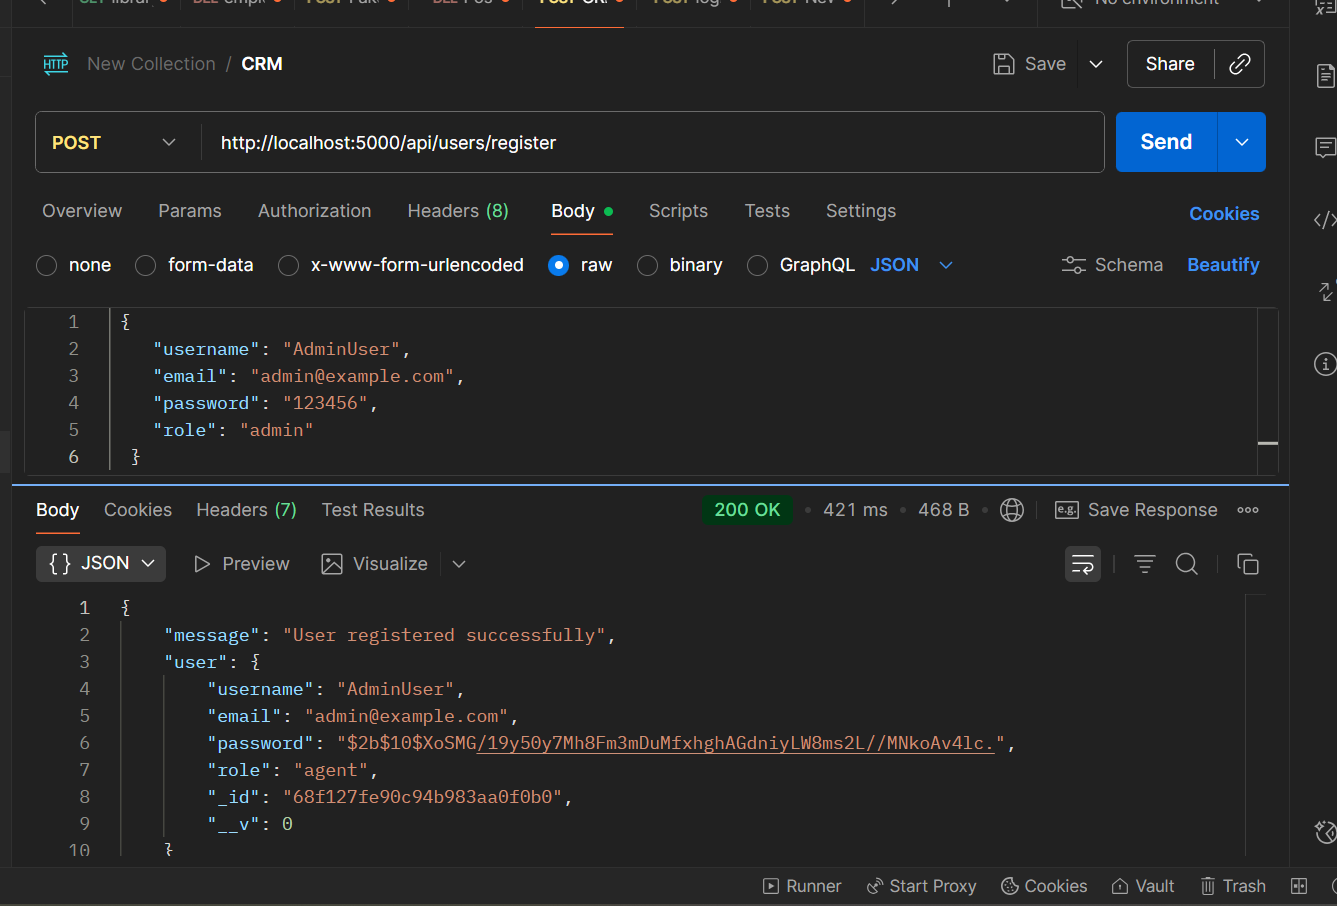 No environment
HTTP New Collection / CRM
Save
Share
POST
http://localhost:5000/api/users/register
Send
Overview Params Authorization Headers (8) Body Scripts Tests Settings Cookies
none form-data x-www-form-urlencoded raw binary GraphQL JSON Schema Beautify
1 {
2 "username": "AdminUser",
3 "email": "admin@example.com",
4 "password": "123456",
5 "role": "admin"
6 }
Body Cookies Headers (7) Test Results 200 OK 421 ms 468 B e.g. Save Response
{} JSON Preview Visualize
1 {
2 "message": "User registered successfully",
3 "user": {
4 "username": "AdminUser",
5 "email": "admin@example.com",
6 "password": "$2b$10$XoSMG/19y50y7Mh8Fm3mDuMfxhghAGdniyLW8ms2L//MNkoAv4lc.",
7 "role": "agent",
8 "_id": "68f127fe90c94b983aa0f0b0",
9 "__v": 0
10 }
Runner Start Proxy Cookies Vault Trash